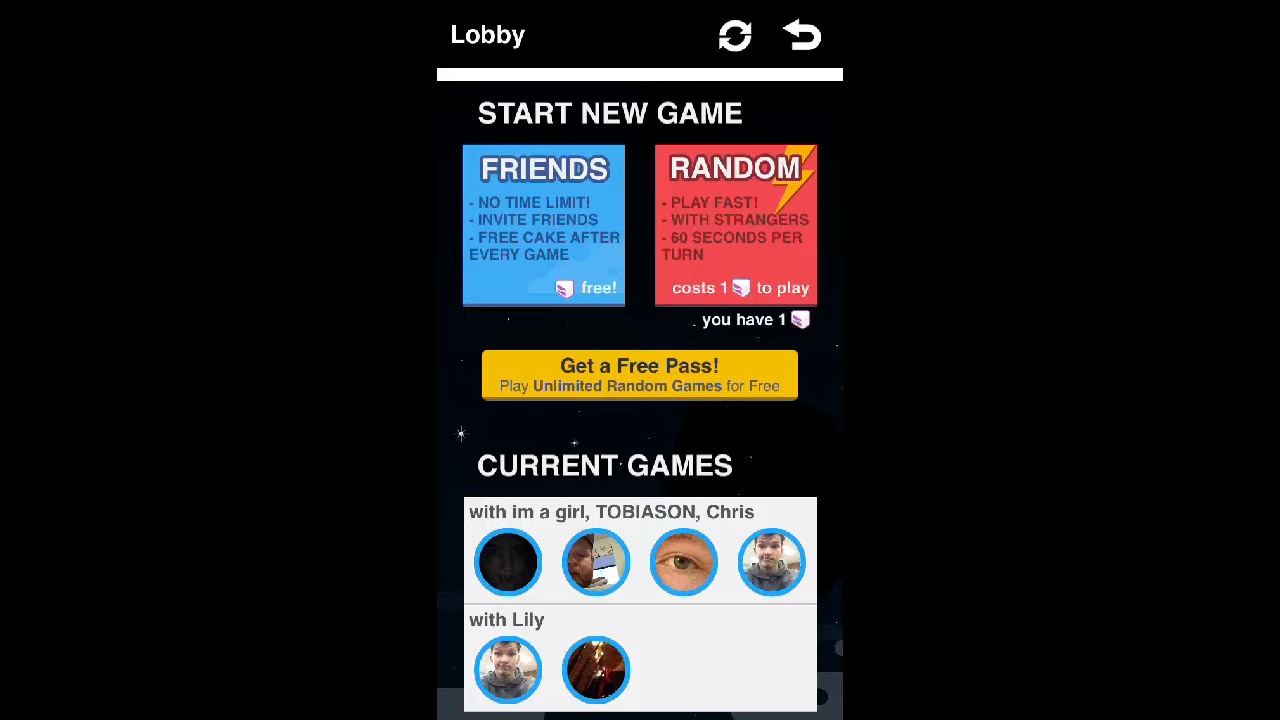 Lobby
START NEW GAME
FRIENDS
- NO TIME LIMIT!
- INVITE FRIENDS
- FREE CAKE AFTER
EVERY GAME
free!
RANDOM
- PLAY FAST!
- WITH STRANGERS
- 60 SECONDS PER
TURN
costs 1 to play
you have 1
Get a Free Pass!
Play Unlimited Random Games for Free
CURRENT GAMES
with im a girl, TOBIASON, Chris
with Lily